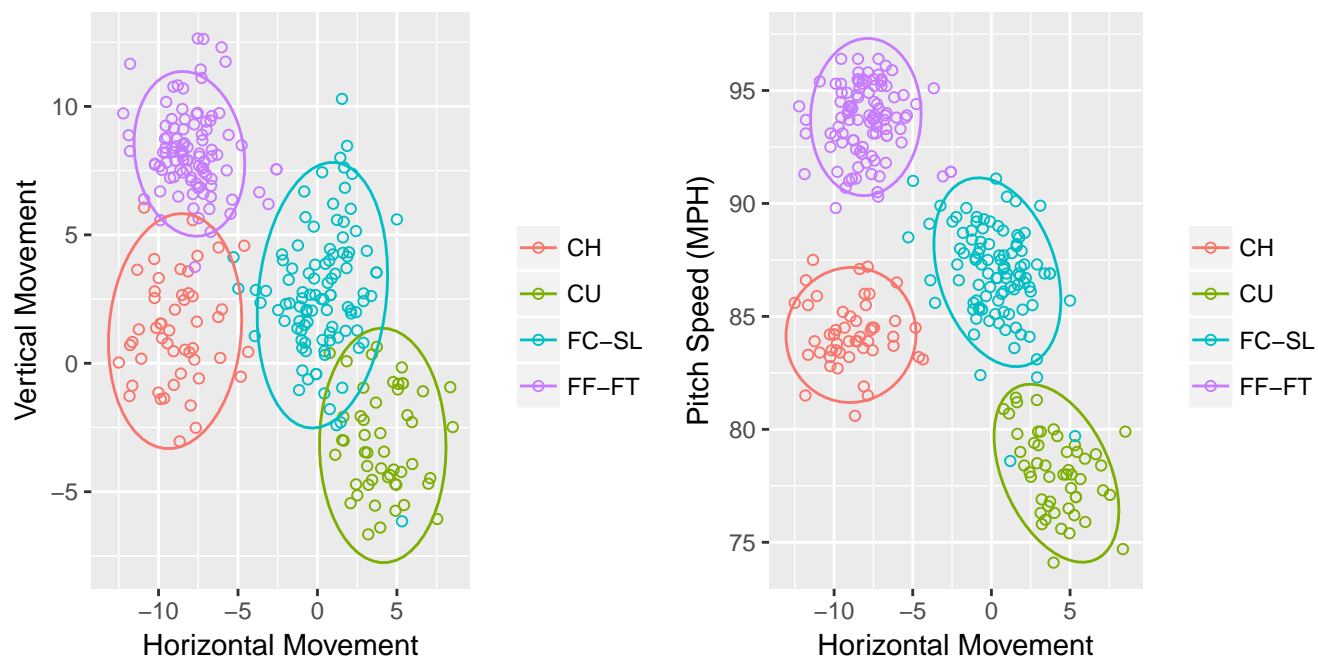 Vertical Movement
10
5
0
−5
−10
−5
0
5
Horizontal Movement
CH
CU
FC−SL
FF−FT
Pitch Speed (MPH)
95
90
85
80
75
−10
−5
0
5
Horizontal Movement
CH
CU
FC−SL
FF−FT